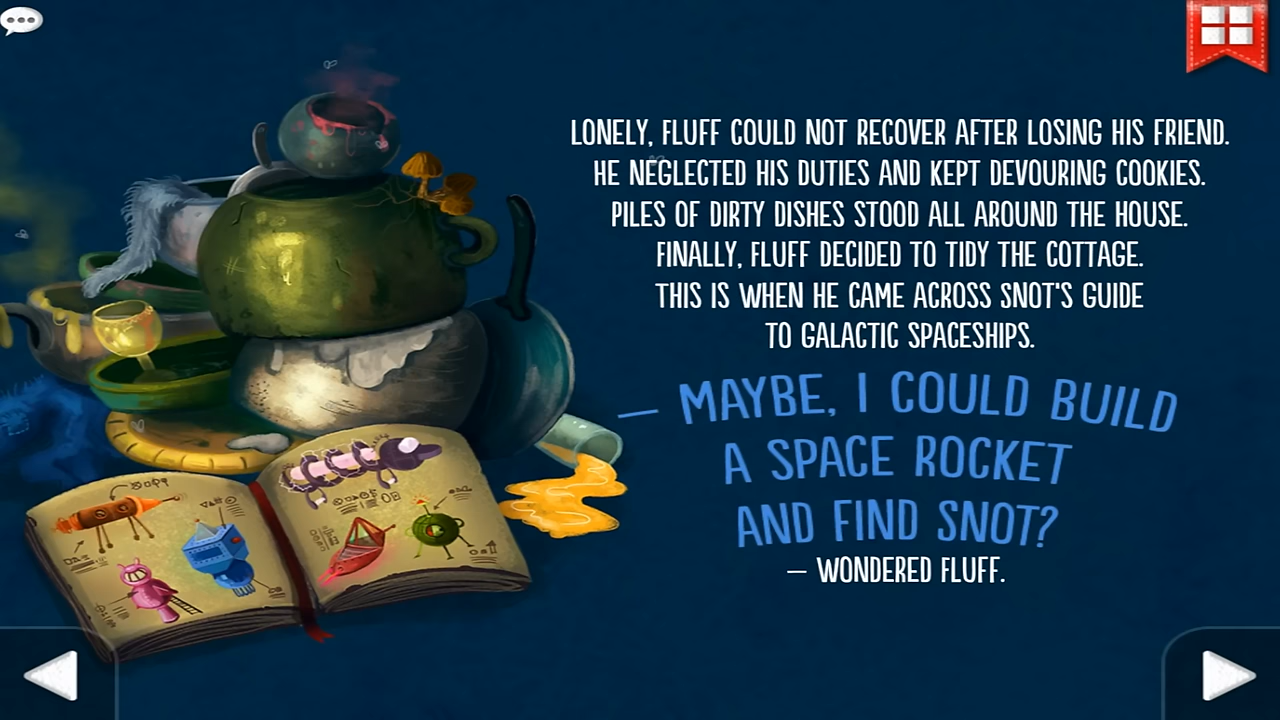 LONELY, FLUFF COULD NOT RECOVER AFTER LOSING HIS FRIEND.
HE NEGLECTED HIS DUTIES AND KEPT DEVOURING COOKIES.
PILES OF DIRTY DISHES STOOD ALL AROUND THE HOUSE.
FINALLY, FLUFF DECIDED TO TIDY THE COTTAGE.
THIS IS WHEN HE CAME ACROSS SNOT'S GUIDE
TO GALACTIC SPACESHIPS.
— MAYBE, I COULD BUILD
A SPACE ROCKET
AND FIND SNOT?
— WONDERED FLUFF.